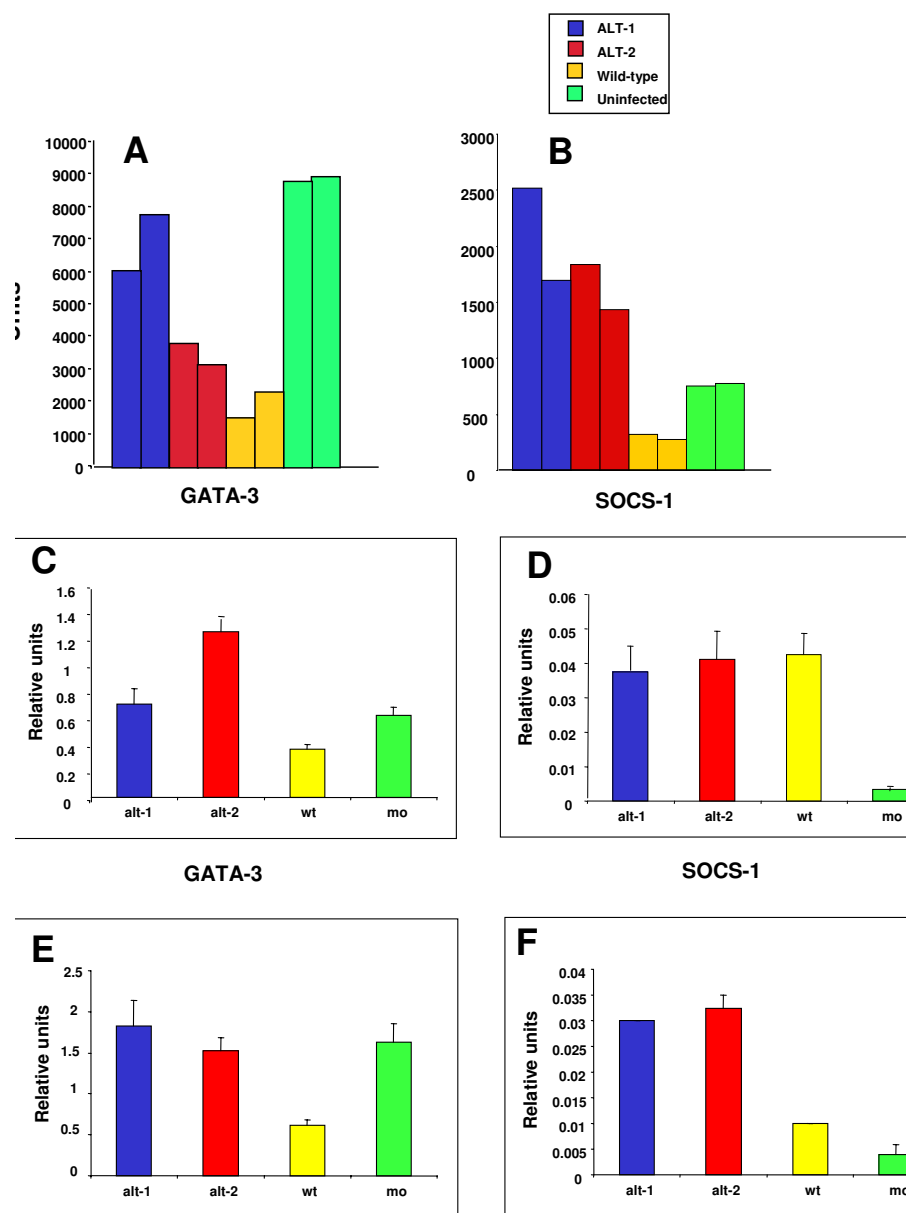 ALT-1
ALT-2
Wild-type
Uninfected
A
10000
9000
8000
7000
6000
5000
4000
3000
2000
1000
0
GATA-3
B
3000
2500
2000
1500
1000
500
0
SOCS-1
C
Relative units
1.6
1.4
1.2
1
0.8
0.6
0.4
0.2
0
alt-1 alt-2 wt mo
GATA-3
D
Relative units
0.06
0.05
0.04
0.03
0.02
0.01
0
alt-1 alt-2 wt mo
SOCS-1
E
Relative units
2.5
2
1.5
1
0.5
0
alt-1 alt-2 wt mo
F
Relative units
0.04
0.035
0.03
0.025
0.02
0.015
0.01
0.005
0
alt-1 alt-2 wt mo